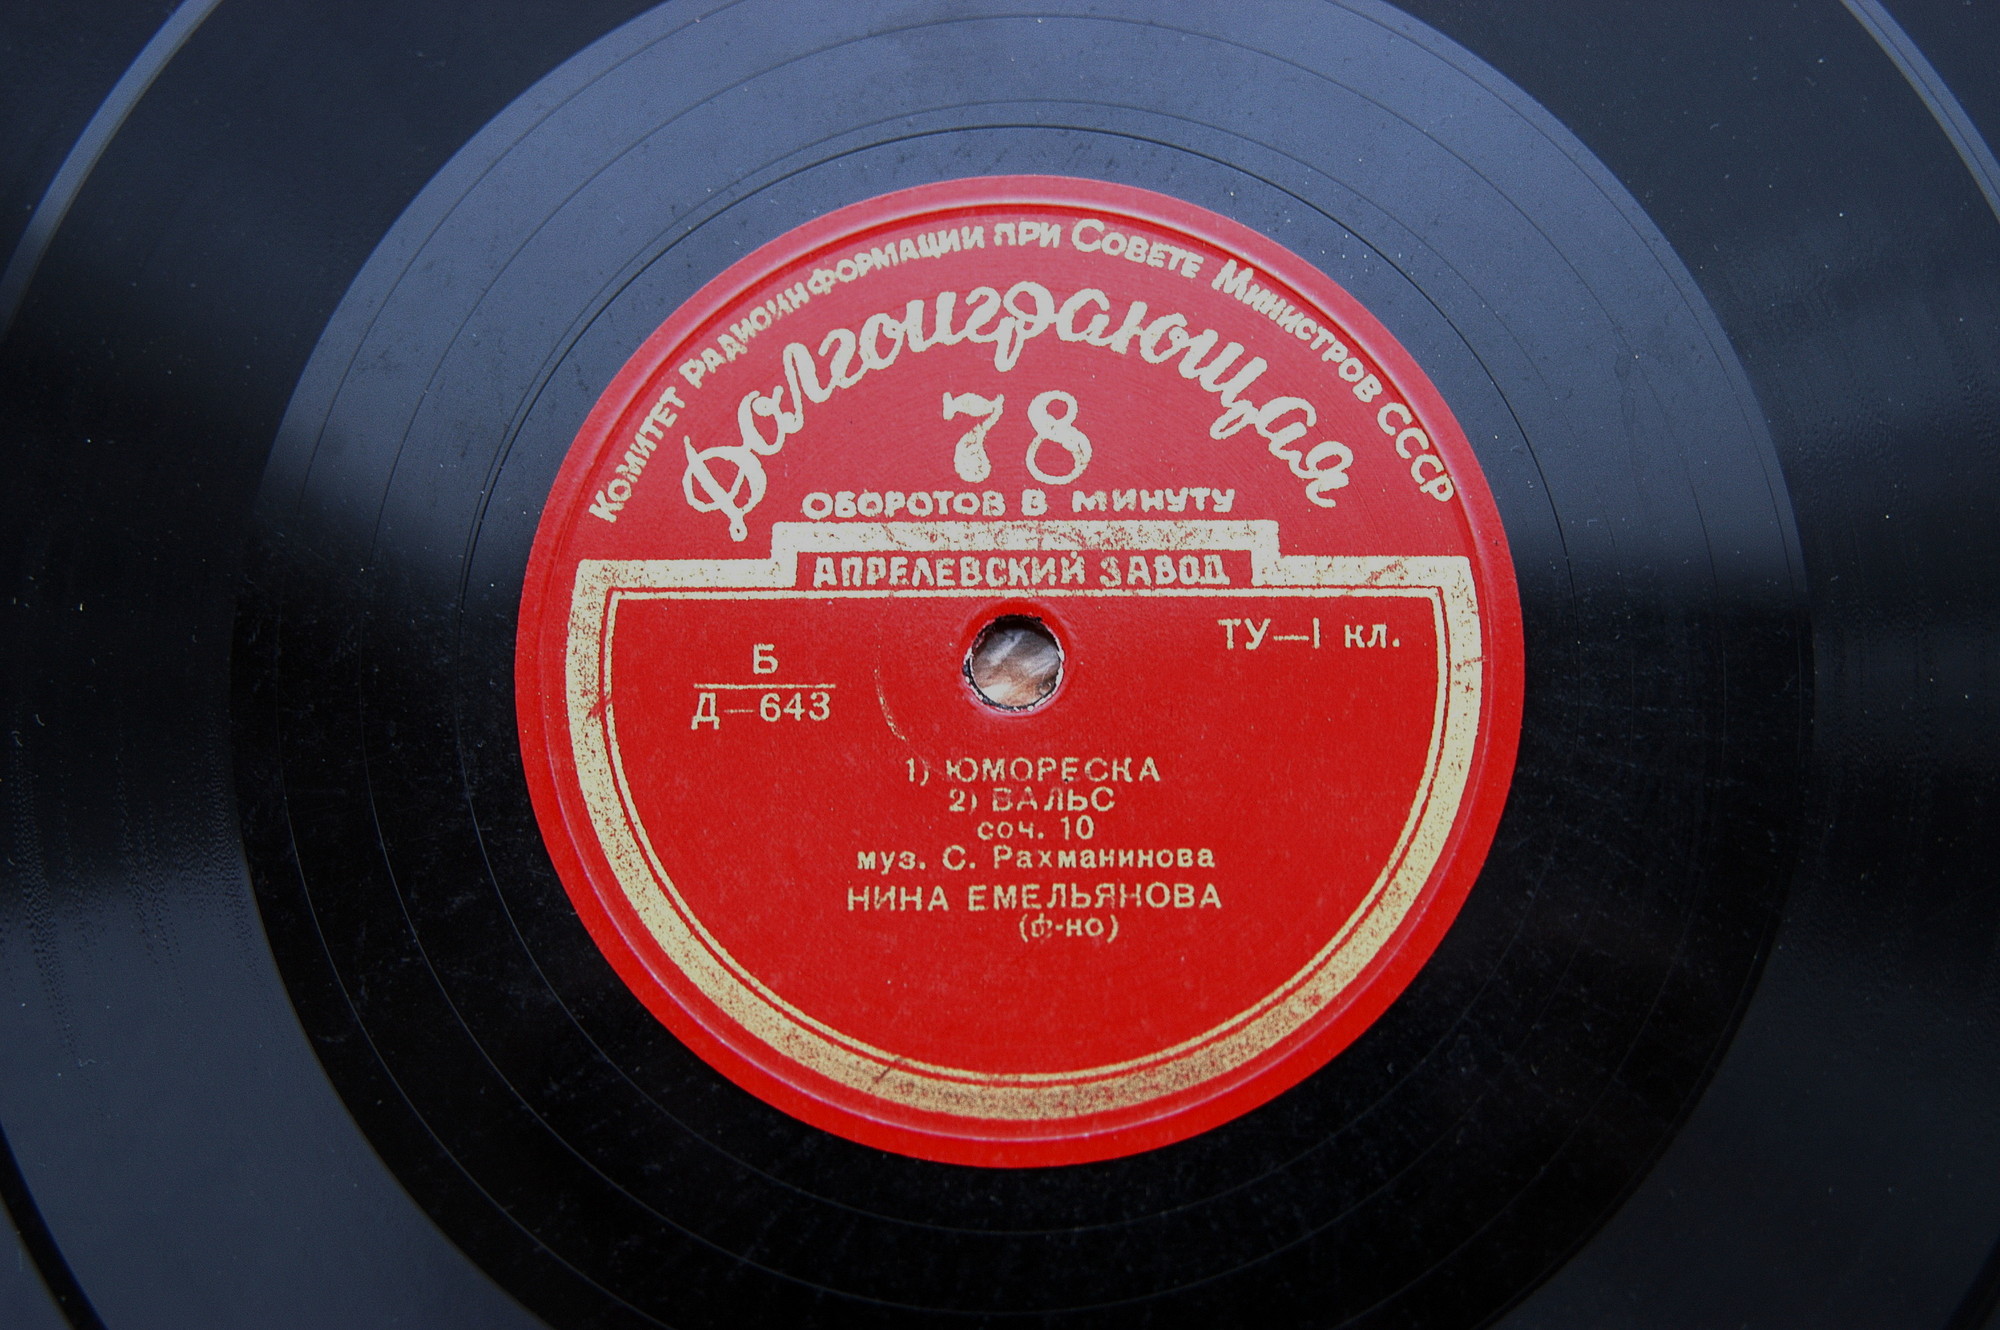 Комитет Радиоинформации при Совете Министров СССР
Долгоиграющая
78
ОБОРОТОВ В МИНУТУ
АПРЕЛЕВСКИЙ ЗАВОД
ТУ—I кл.
Б
Д—643
1) ЮМОРЕСКА
2) ВАЛЬС
соч. 10
муз. С. Рахманинова
НИНА ЕМЕЛЬЯНОВА
(ф-но)